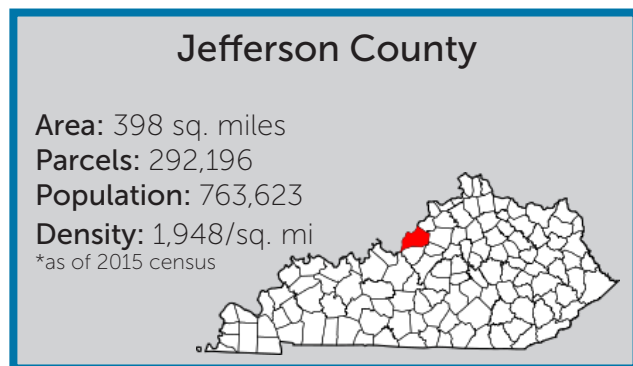 Jefferson County
Area: 398 sq. miles
Parcels: 292,196
Population: 763,623
Density: 1,948/sq. mi
*as of 2015 census